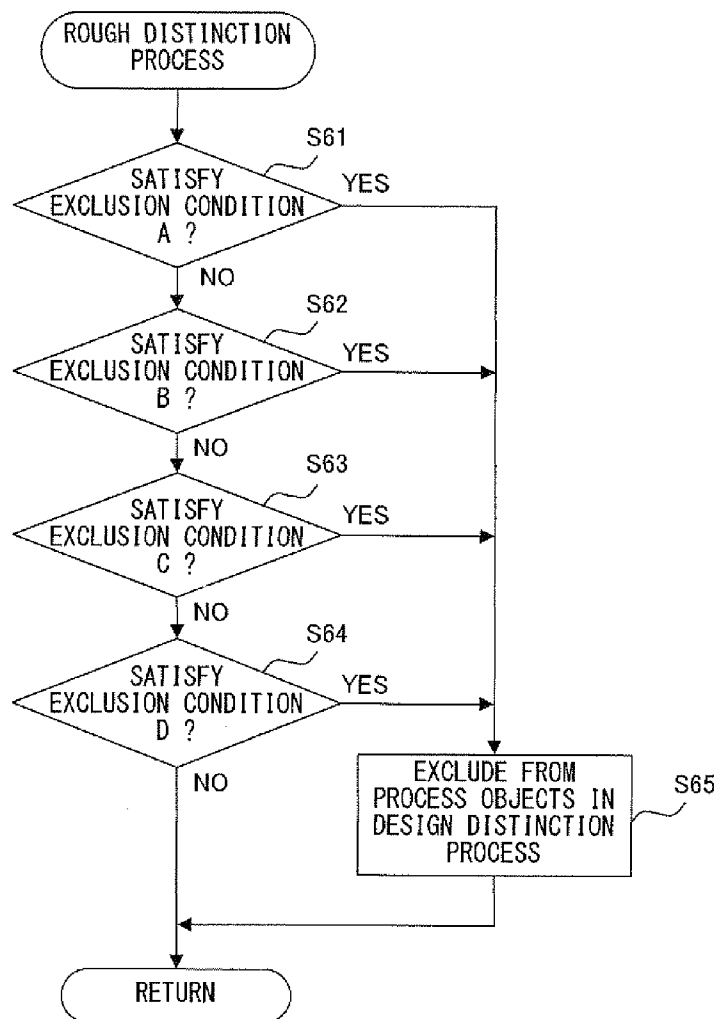 ROUGH DISTINCTION
PROCESS
S61
SATISFY
EXCLUSION CONDITION
A ?
YES
NO
S62
SATISFY
EXCLUSION CONDITION
B ?
YES
NO
S63
SATISFY
EXCLUSION CONDITION
C ?
YES
NO
S64
SATISFY
EXCLUSION CONDITION
D ?
YES
NO
EXCLUDE FROM
PROCESS OBJECTS IN
DESIGN DISTINCTION
PROCESS
S65
RETURN